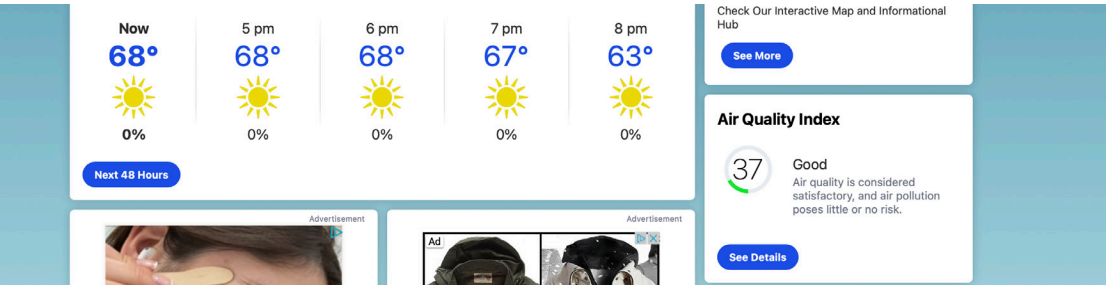 Now
5 pm
6 pm
7 pm
8 pm
68°
68°
68°
67°
63°
0%
0%
0%
0%
0%
Next 48 Hours
Check Our Interactive Map and Informational
Hub
See More
Air Quality Index
37
Good
Air quality is considered
satisfactory, and air pollution
poses little or no risk.
See Details
Advertisement
Advertisement
Ad